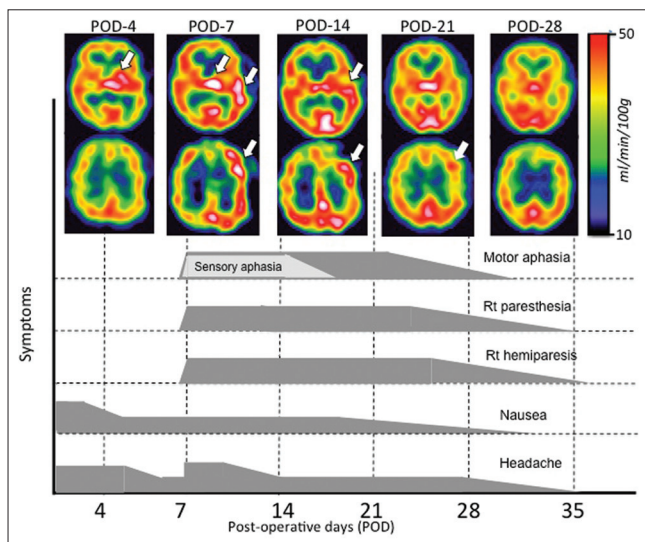 POD-4 POD-7 POD-14 POD-21 POD-28
50
ml/min/100g
10
Motor aphasia
Sensory aphasia
Rt paresthesia
Rt hemiparesis
Symptoms
Nausea
Headache
4 7 14 21 28 35
Post-operative days (POD)